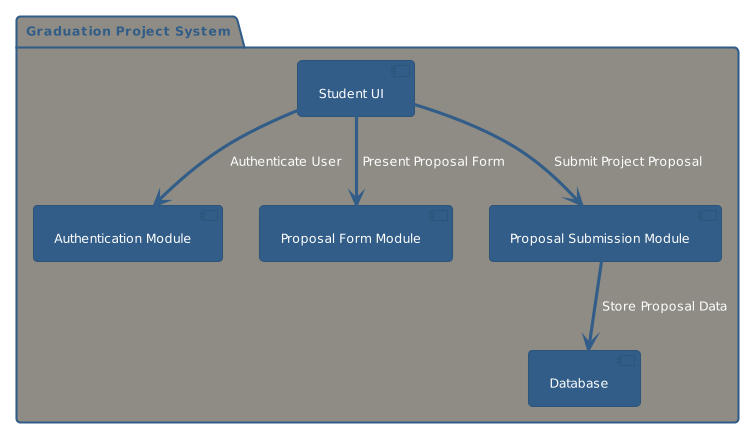 Graduation Project System
Student UI
Authenticate User
Present Proposal Form
Submit Project Proposal
Authentication Module
Proposal Form Module
Proposal Submission Module
Store Proposal Data
Database